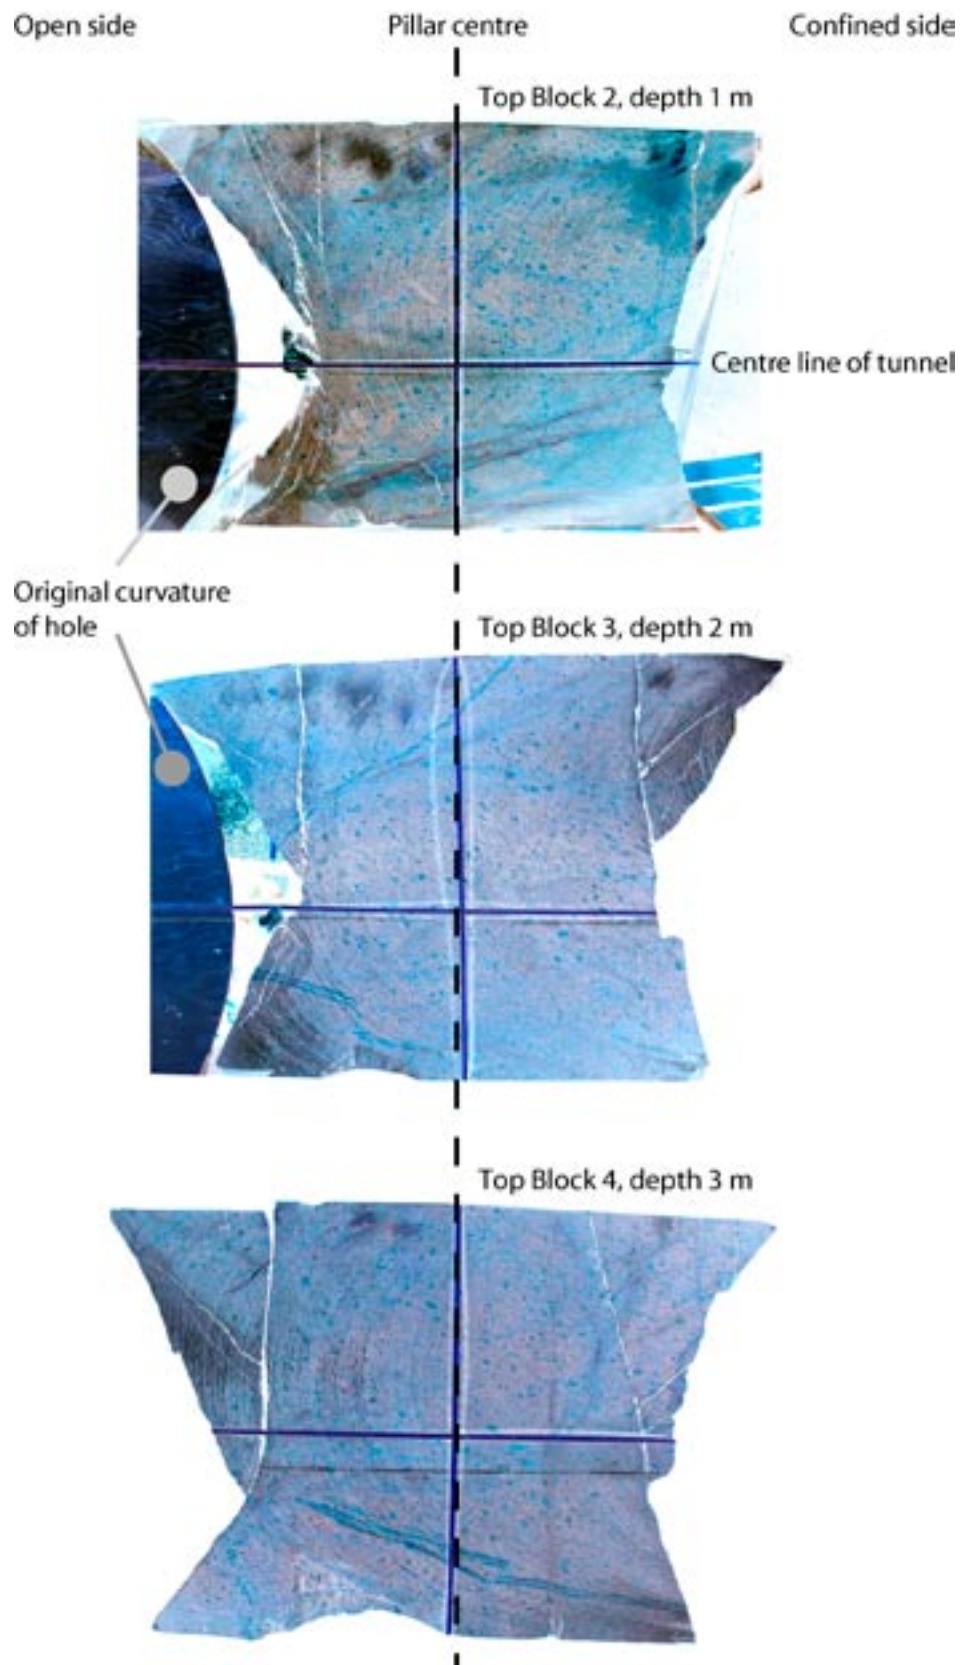 Open side
Pillar centre
Confined side
Top Block 2, depth 1 m
Centre line of tunnel
Original curvature
of hole
Top Block 3, depth 2 m
Top Block 4, depth 3 m